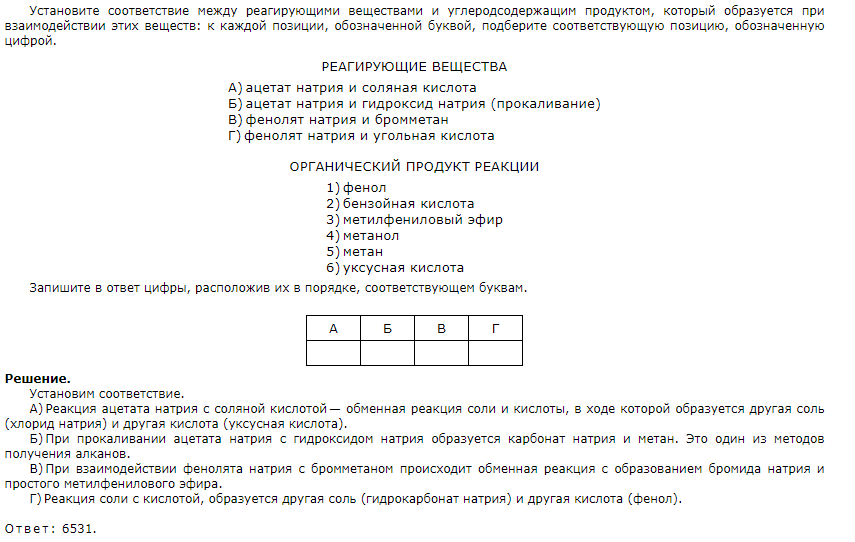 Установите соответствие между реагирующими веществами и углеродсодержащим продуктом, который образуется при
взаимодействии этих веществ: к каждой позиции, обозначенной буквой, подберите соответствующую позицию, обозначенную
цифрой.
РЕАГИРУЮЩИЕ ВЕЩЕСТВА
А) ацетат натрия и соляная кислота
Б) ацетат натрия и гидроксид натрия (прокаливание)
В) фенолят натрия и бромметан
Г) фенолят натрия и угольная кислота
ОРГАНИЧЕСКИЙ ПРОДУКТ РЕАКЦИИ
1) фенол
2) бензойная кислота
3) метилфениловый эфир
4) метанол
5) метан
6) уксусная кислота
Запишите в ответ цифры, расположив их в порядке, соответствующем буквам.
А Б В Г
Решение.
Установим соответствие.
А) Реакция ацетата натрия с соляной кислотой — обменная реакция соли и кислоты, в ходе которой образуется другая соль
(хлорид натрия) и другая кислота (уксусная кислота).
Б) При прокаливании ацетата натрия с гидроксидом натрия образуется карбонат натрия и метан. Это один из методов
получения алканов.
В) При взаимодействии фенолята натрия с бромметаном происходит обменная реакция с образованием бромида натрия и
простого метилфенилового эфира.
Г) Реакция соли с кислотой, образуется другая соль (гидрокарбонат натрия) и другая кислота (фенол).
Ответ: 6531.